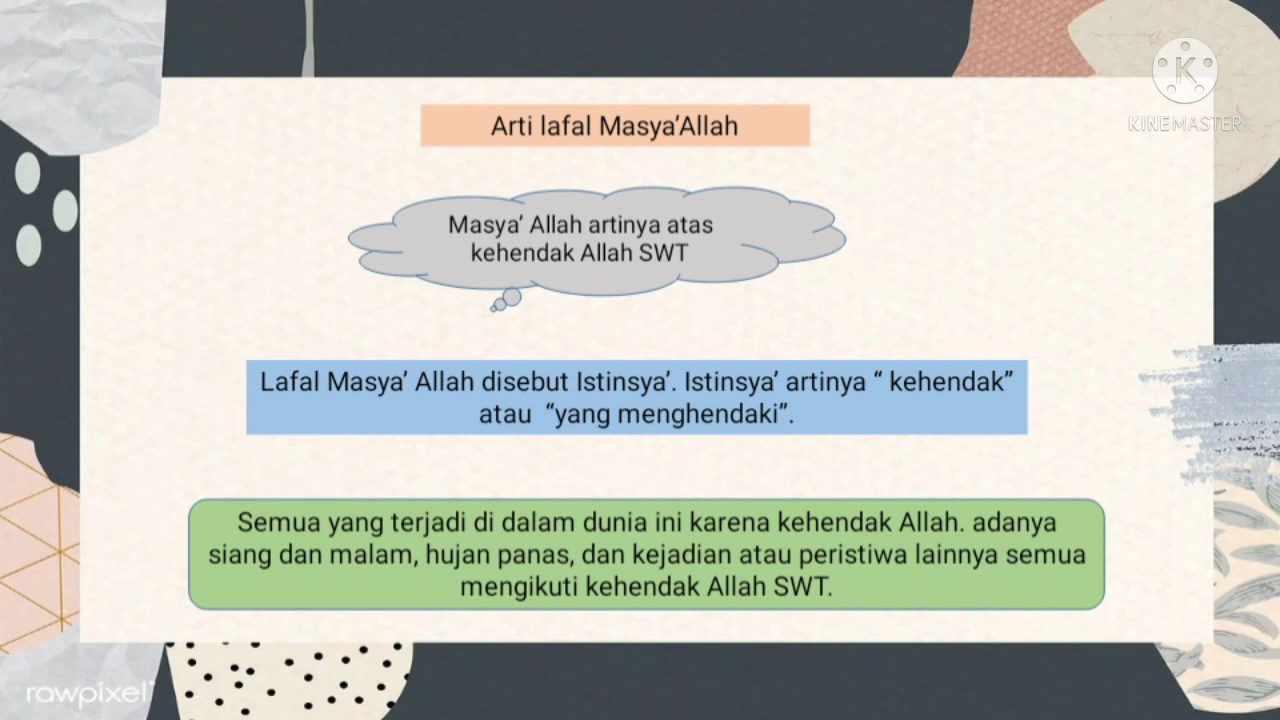 K
KINEMASTER
Arti lafal Masya’Allah
Masya’ Allah artinya atas
kehendak Allah SWT
Lafal Masya’ Allah disebut Istinsya’. Istinsya’ artinya “ kehendak”
atau “yang menghendaki”.
Semua yang terjadi di dalam dunia ini karena kehendak Allah. adanya
siang dan malam, hujan panas, dan kejadian atau peristiwa lainnya semua
mengikuti kehendak Allah SWT.
rawpixel